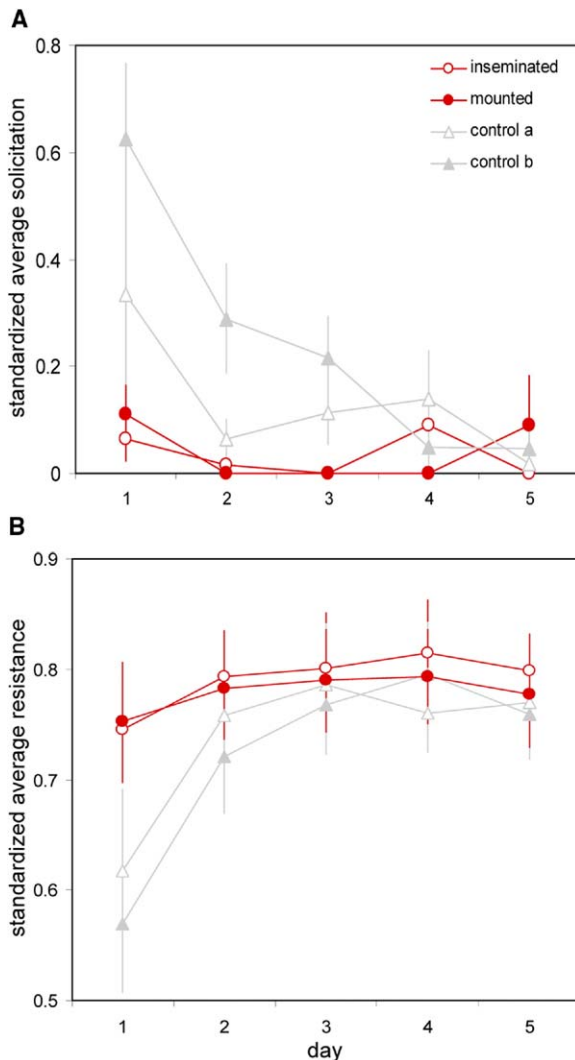 A
0.8
0.6
0.4
0.2
0
standardized average solicitation
inseminated
mounted
control a
control b
1 2 3 4 5
B
0.9
0.8
0.7
0.6
0.5
standardized average resistance
1 2 3 4 5
day